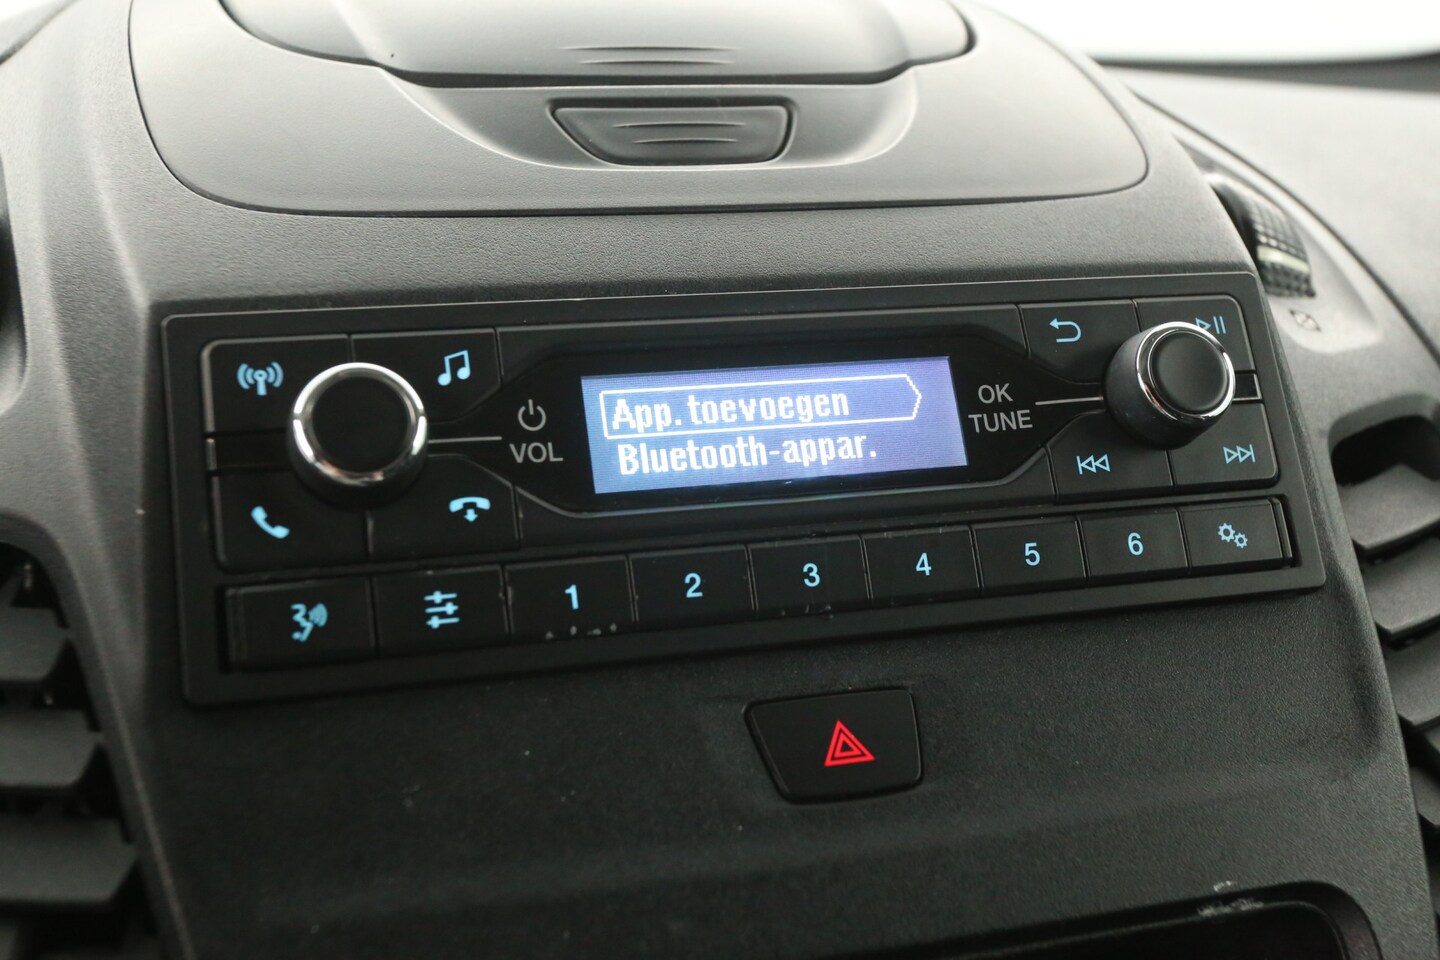 App. toevoegen
Bluetooth-appar.
VOL
OK
TUNE
1 2 3 4 5 6